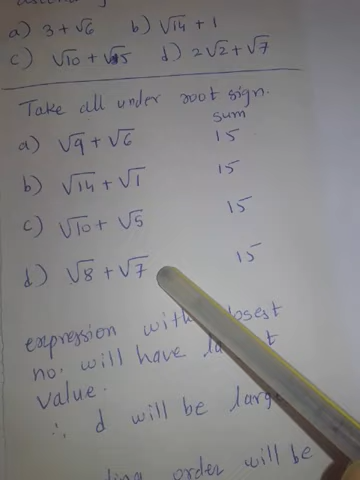 a) 3 + √6 b) √14 + 1
c) √10 + √5 d) 2√2 + √7
Take all under root sign.
sum
a) √9 + √6 15
b) √14 + √1 15
c) √10 + √5 15
d) √8 + √7 15
expression with
no. will have
value.
∴ d will be
order will be